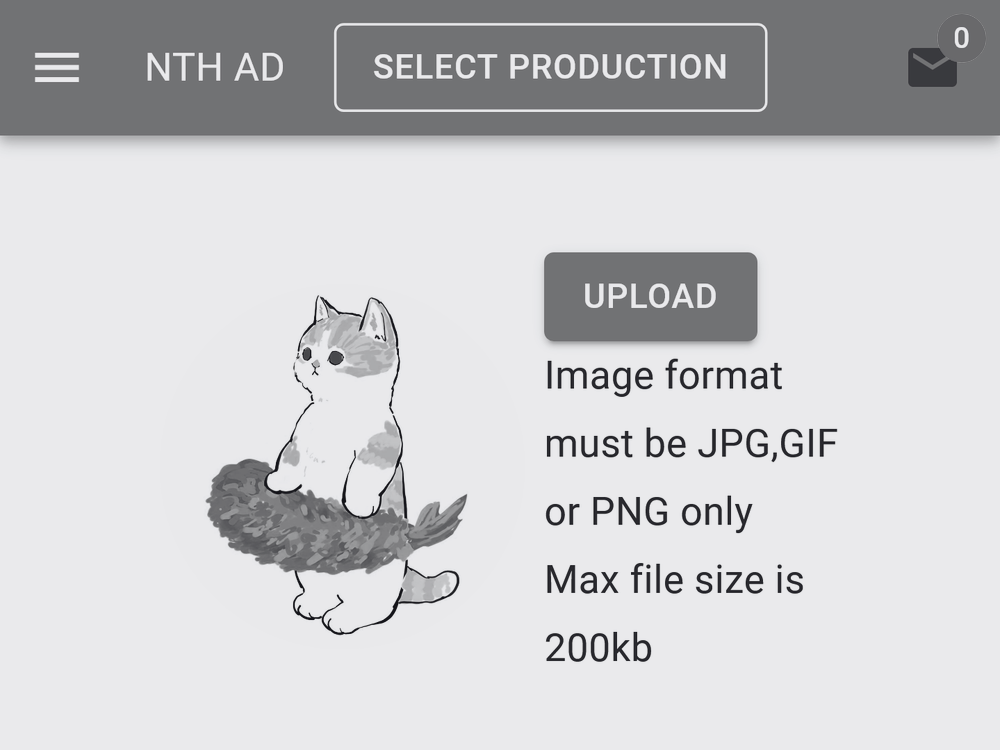 NTH AD
SELECT PRODUCTION
0
UPLOAD
Image format
must be JPG,GIF
or PNG only
Max file size is
200kb